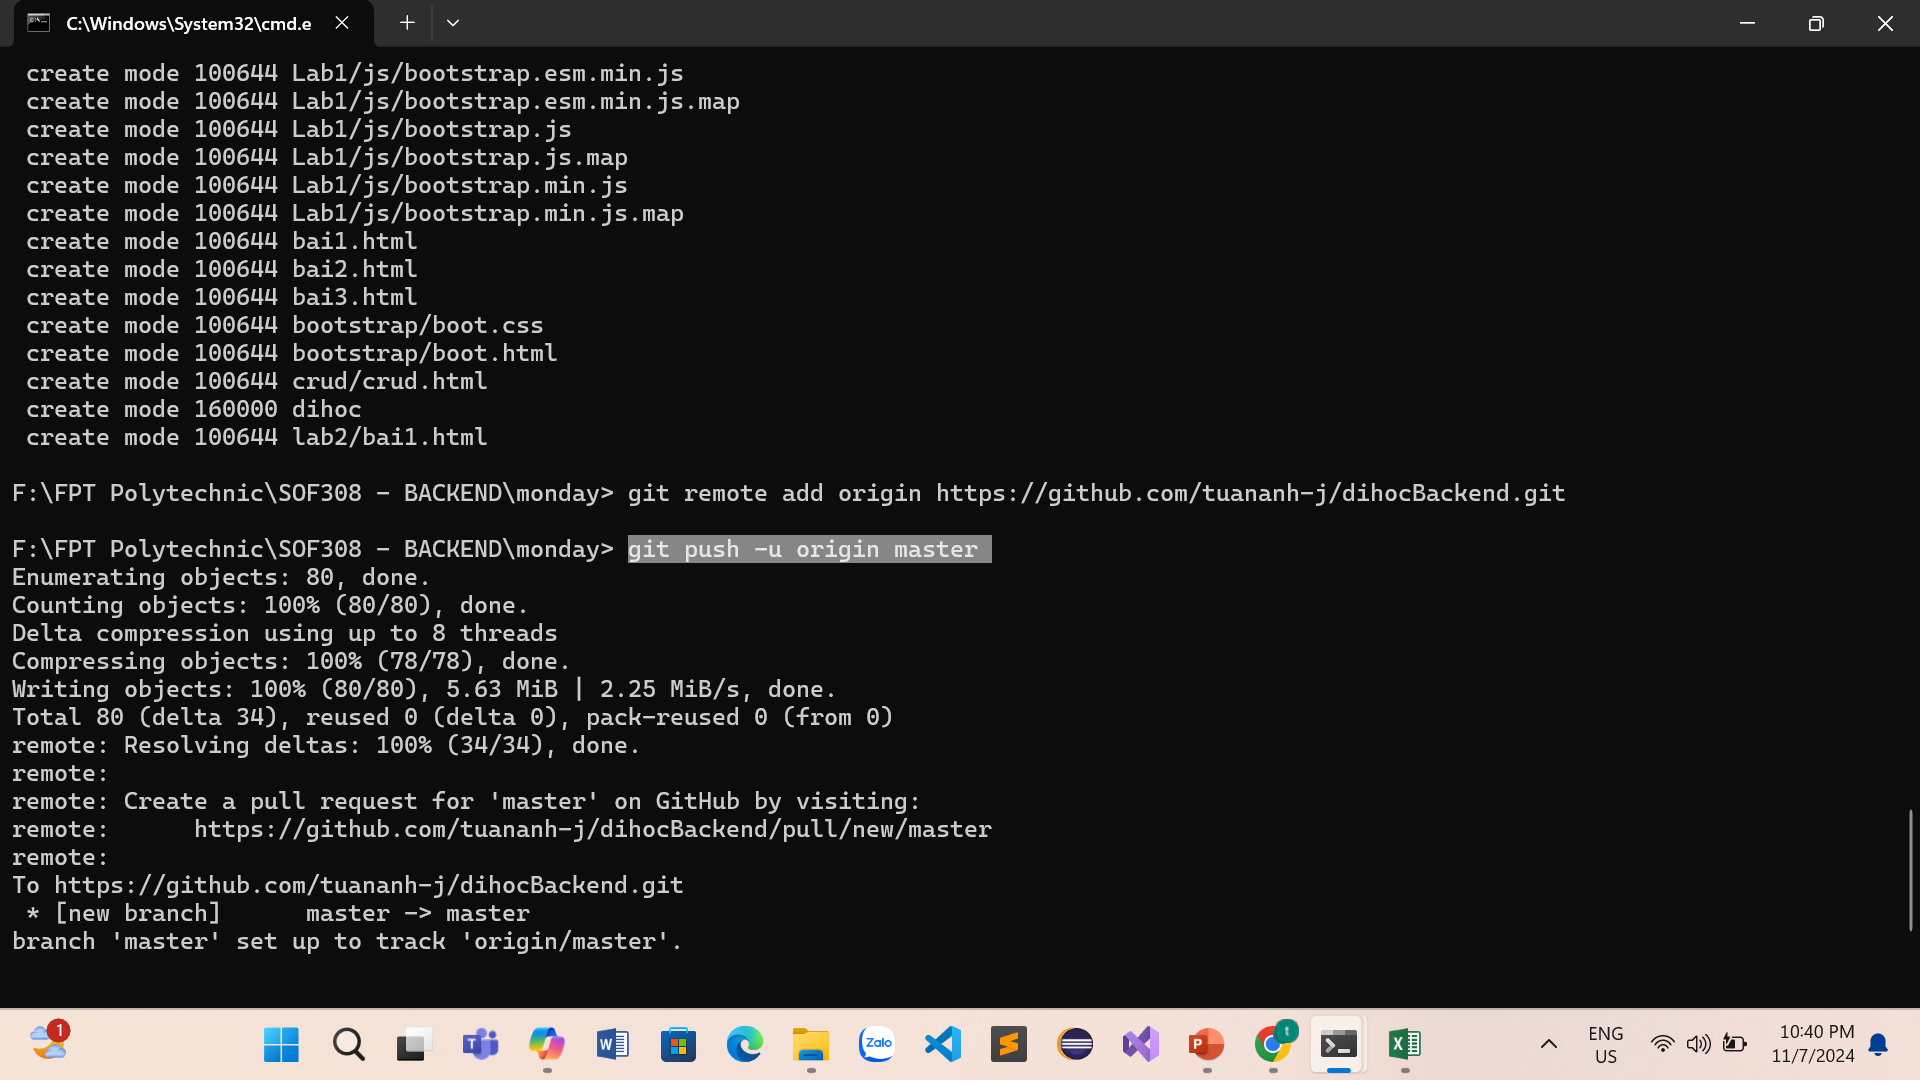 C:\Windows\System32\cmd.e
create mode 100644 Lab1/js/bootstrap.esm.min.js
create mode 100644 Lab1/js/bootstrap.esm.min.js.map
create mode 100644 Lab1/js/bootstrap.js
create mode 100644 Lab1/js/bootstrap.js.map
create mode 100644 Lab1/js/bootstrap.min.js
create mode 100644 Lab1/js/bootstrap.min.js.map
create mode 100644 bai1.html
create mode 100644 bai2.html
create mode 100644 bai3.html
create mode 100644 bootstrap/boot.css
create mode 100644 bootstrap/boot.html
create mode 100644 crud/crud.html
create mode 160000 dihoc
create mode 100644 lab2/bai1.html
F:\FPT Polytechnic\SOF308 - BACKEND\monday> git remote add origin https://github.com/tuananh-j/dihocBackend.git
F:\FPT Polytechnic\SOF308 - BACKEND\monday> git push -u origin master
Enumerating objects: 80, done.
Counting objects: 100% (80/80), done.
Delta compression using up to 8 threads
Compressing objects: 100% (78/78), done.
Writing objects: 100% (80/80), 5.63 MiB | 2.25 MiB/s, done.
Total 80 (delta 34), reused 0 (delta 0), pack-reused 0 (from 0)
remote: Resolving deltas: 100% (34/34), done.
remote:
remote: Create a pull request for 'master' on GitHub by visiting:
remote:      https://github.com/tuananh-j/dihocBackend/pull/new/master
remote:
To https://github.com/tuananh-j/dihocBackend.git
* [new branch]      master -> master
branch 'master' set up to track 'origin/master'.
1
T
W
Zalo
P
t
X
ENG
US
10:40 PM
11/7/2024